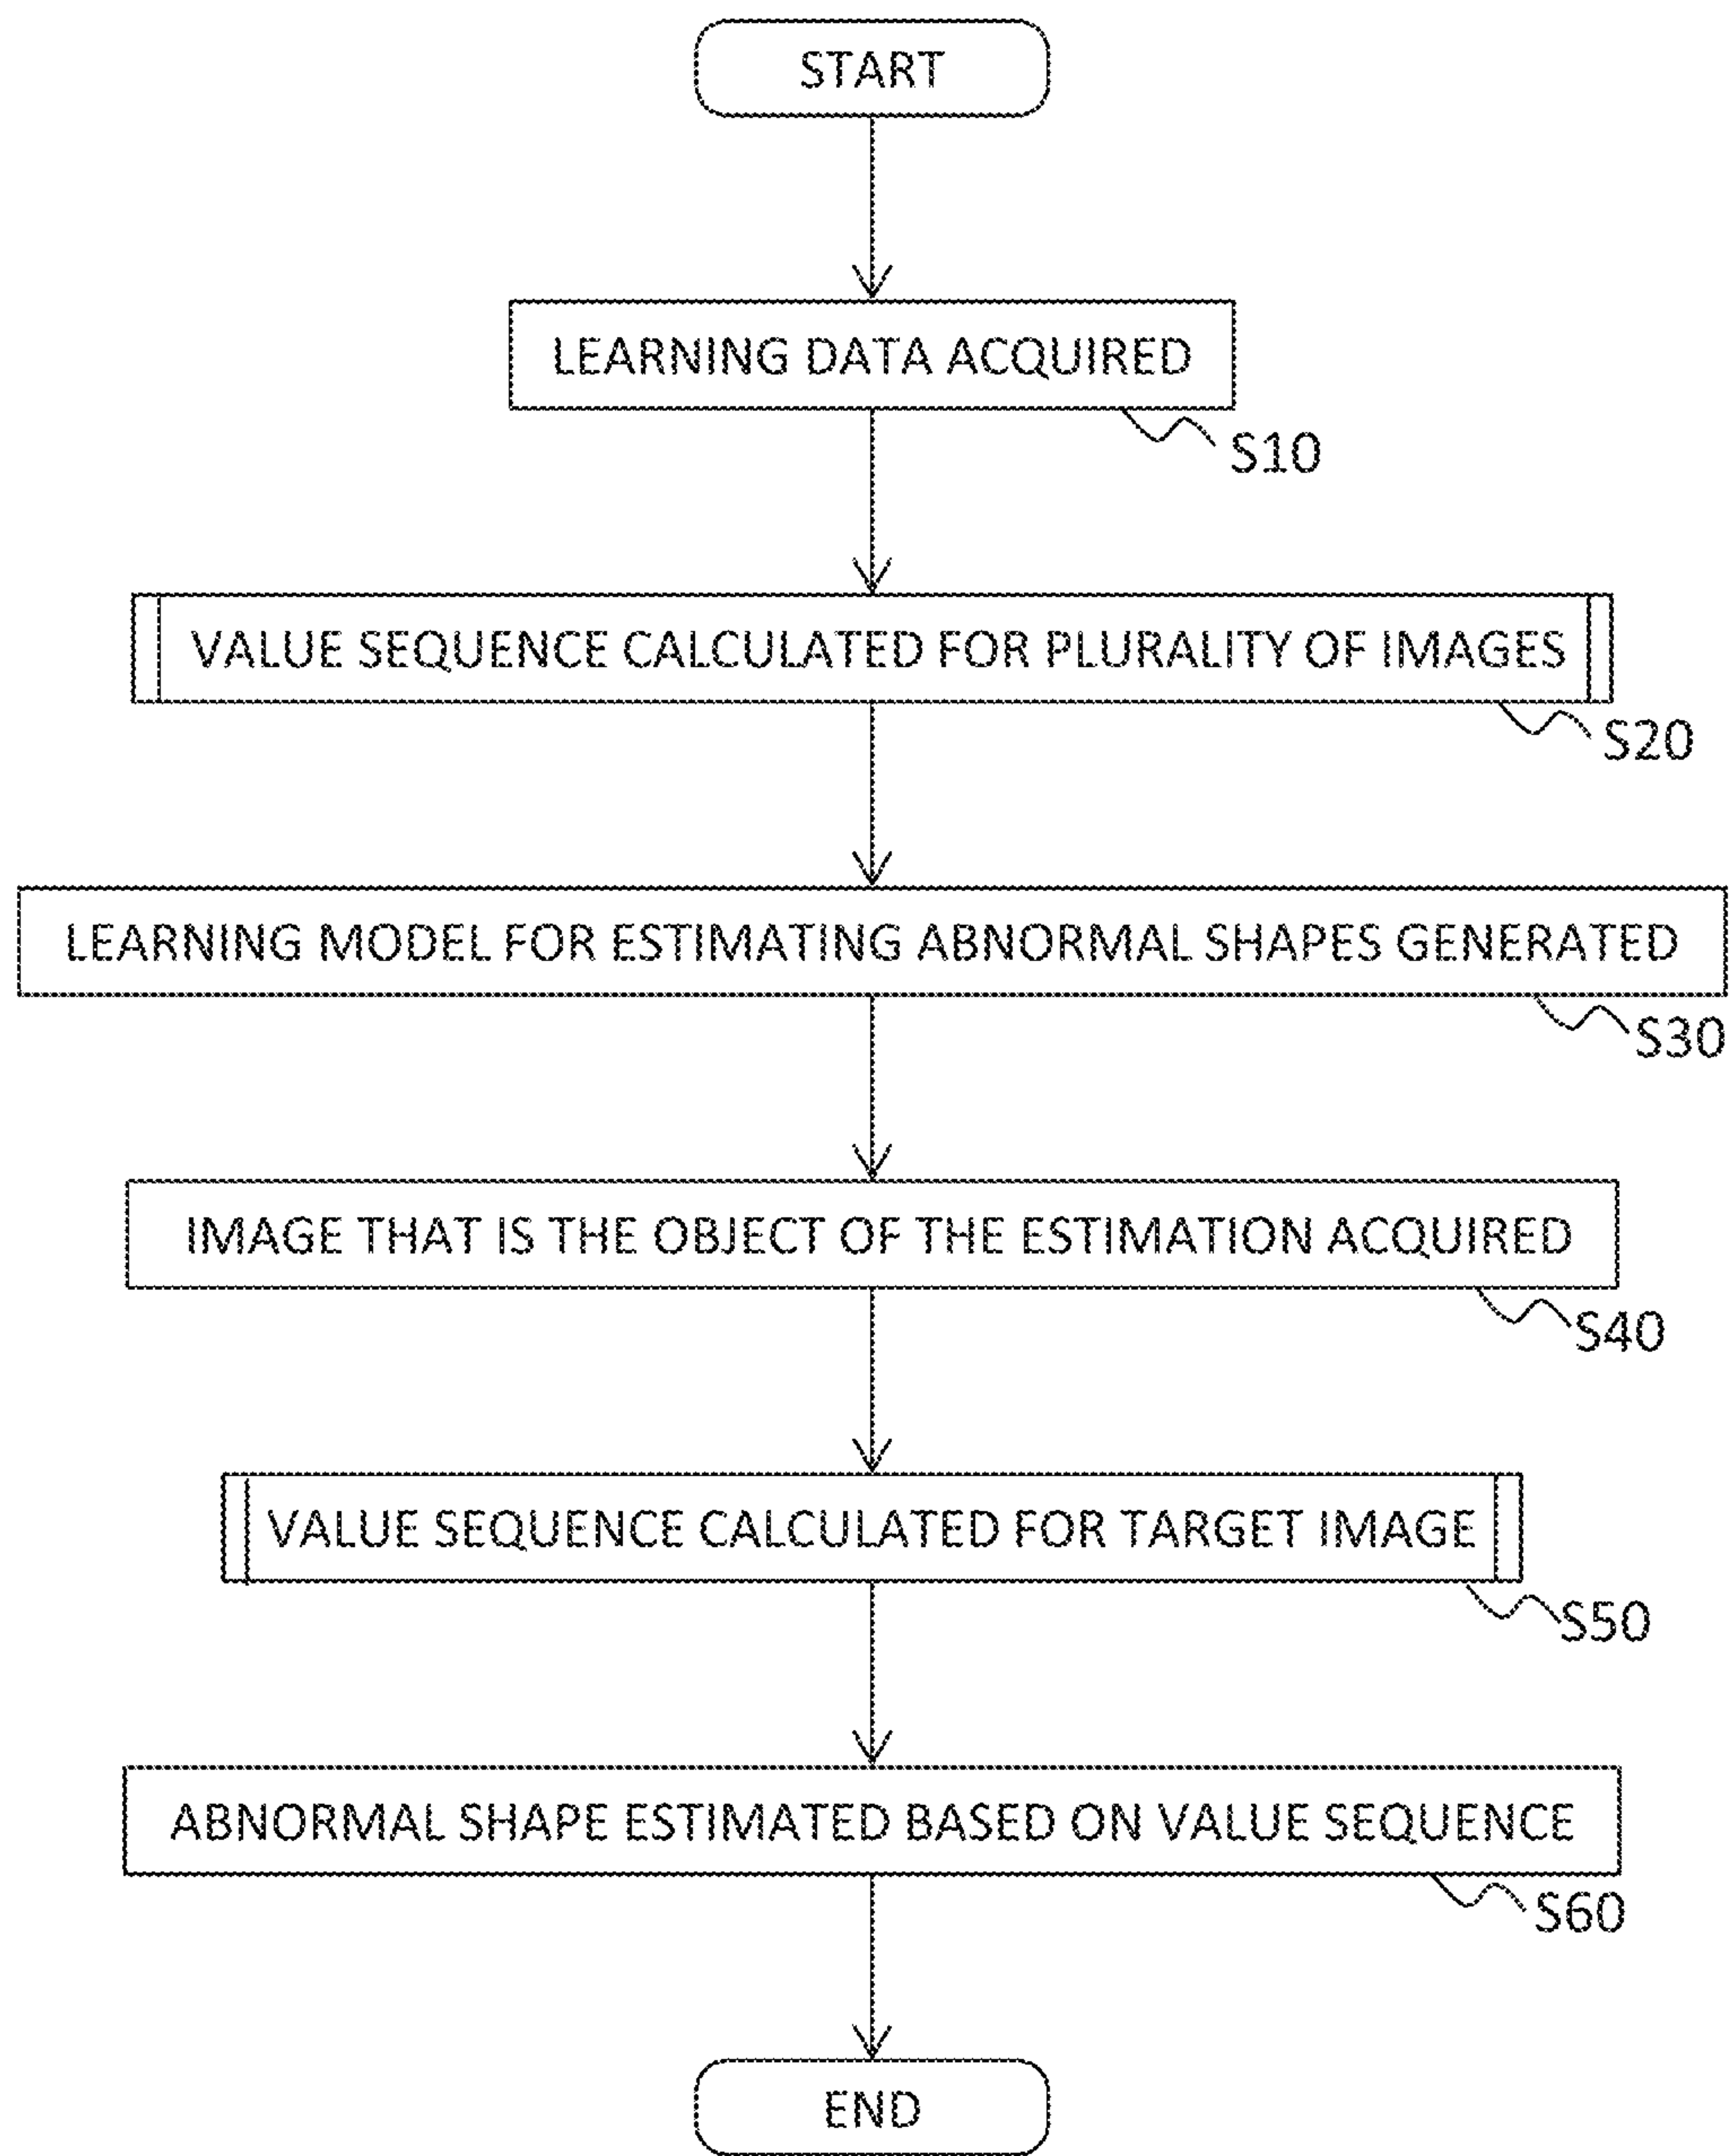 START
LEARNING DATA ACQUIRED
S10
VALUE SEQUENCE CALCULATED FOR PLURALITY OF IMAGES
S20
LEARNING MODEL FOR ESTIMATING ABNORMAL SHAPES GENERATED
S30
IMAGE THAT IS THE OBJECT OF THE ESTIMATION ACQUIRED
S40
VALUE SEQUENCE CALCULATED FOR TARGET IMAGE
S50
ABNORMAL SHAPE ESTIMATED BASED ON VALUE SEQUENCE
S60
END